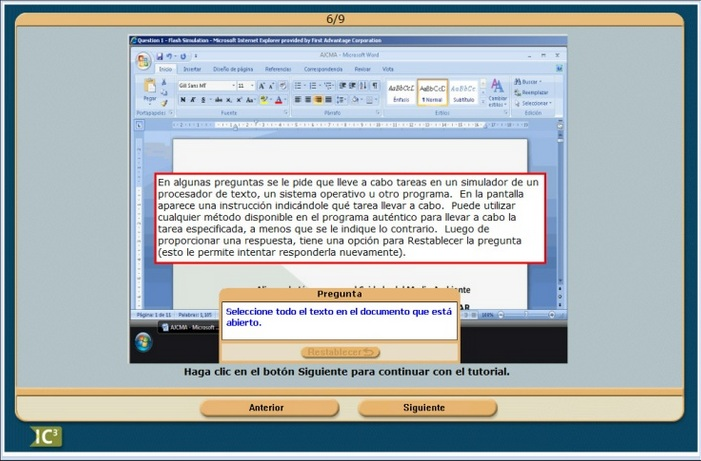 6/9
Question 1 - Flash Simulation - Microsoft Internet Explorer provided by First Advantage Corporation
AJCMA - Microsoft Word
Inicio Insertar Diseño de página Referencias Correspondencia Revisar Vista
Gill Sans MT 11
Pegar
AaBbCcI AaBbCcD AaBbCc
Énfasis ¶ Normal Subtítulo
Cambiar estilos
Buscar
Reemplazar
Seleccionar
Portapapeles Fuente Párrafo Estilos Edición
En algunas preguntas se le pide que lleve a cabo tareas en un simulador de un
procesador de texto, un sistema operativo u otro programa. En la pantalla
aparece una instrucción indicándole qué tarea llevar a cabo. Puede utilizar
cualquier método disponible en el programa auténtico para llevar a cabo la
tarea especificada, a menos que se le indique lo contrario. Luego de
proporcionar una respuesta, tiene una opción para Restablecer la pregunta
(esto le permite intentar responderla nuevamente).
Pregunta
Seleccione todo el texto en el documento que está
abierto.
Restablecer
Página: 1 de 11 Palabras: 1,105
100%
AJCMA - Microsoft ...
Haga clic en el botón Siguiente para continuar con el tutorial.
Anterior Siguiente
IC³